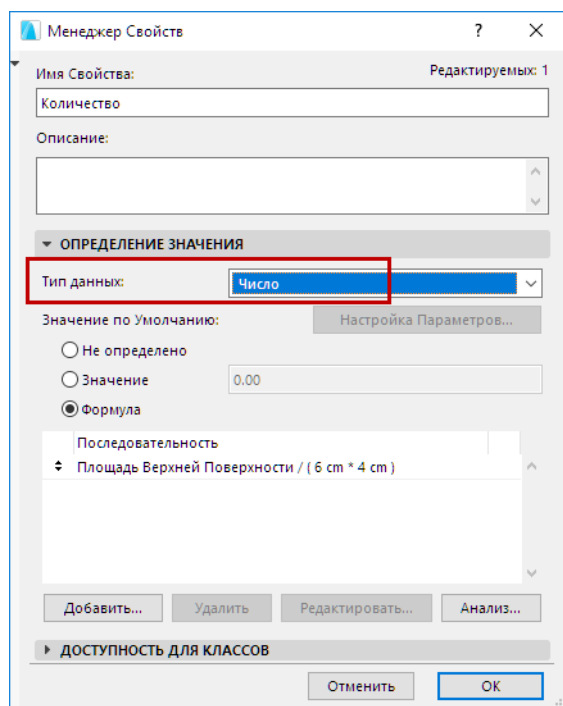 Менеджер Свойств ?
Имя Свойства: Редактируемых: 1
Количество
Описание:
ОПРЕДЕЛЕНИЕ ЗНАЧЕНИЯ
Тип данных: Число
Значение по Умолчанию: Настройка Параметров...
Не определено
Значение 0.00
Формула
Последовательность
Площадь Верхней Поверхности / ( 6 cm * 4 cm )
Добавить... Удалить Редактировать... Анализ...
ДОСТУПНОСТЬ ДЛЯ КЛАССОВ
Отменить OK